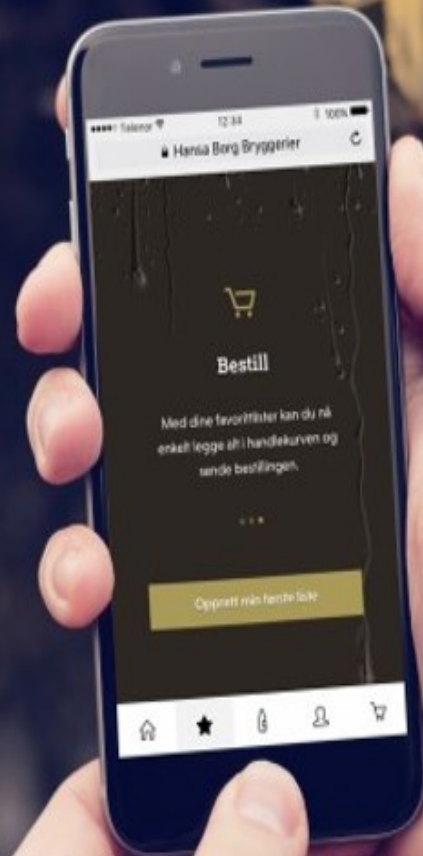 Telenor 12:34 100%
Hansa Borg Bryggerier
Bestill
Med dine favorittlister kan du nå
enkelt legge alt i handlekurven og
sende bestillingen.
Opprett min første liste